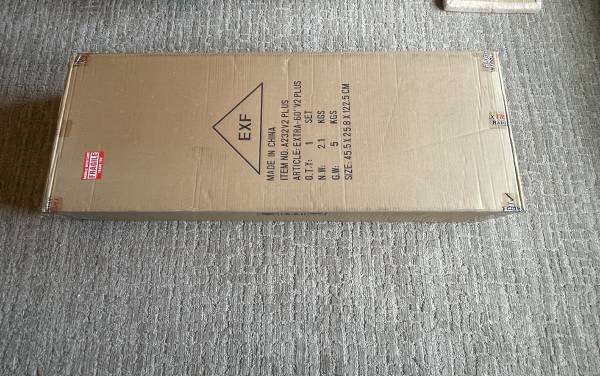 EXF
MADE IN CHINA
ITEM NO. A232V2 PLUS
ARTICLE: EXTRA-60"V2 PLUS
Q.T.Y: 1 SET
N.W: 2.1 KGS
G.W: 5 KGS
SIZE: 45.5 X 25.8 X 122.5 CM
FRAGILE